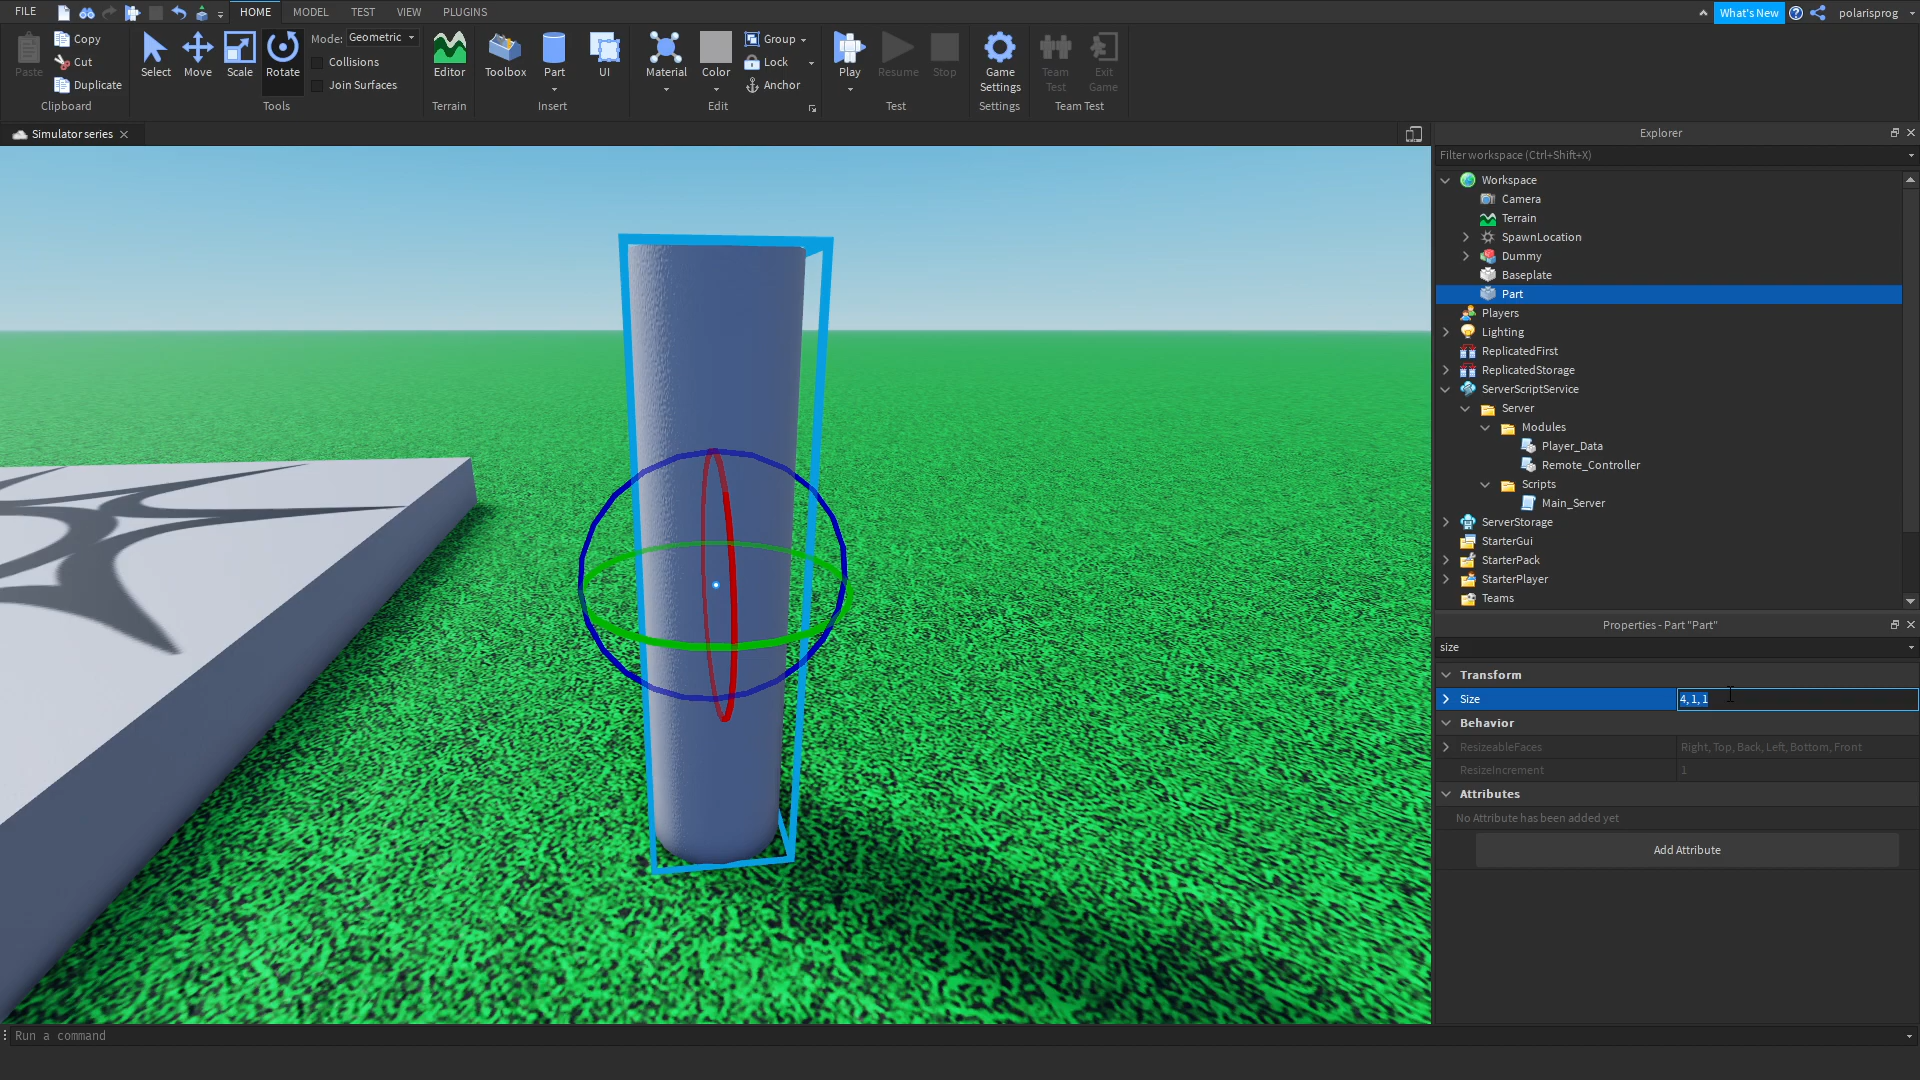 FILE
HOME
MODEL
TEST
VIEW
PLUGINS
What's New
polarisprog
Paste
Copy
Cut
Duplicate
Clipboard
Select
Move
Scale
Rotate
Mode: Geometric
Collisions
Join Surfaces
Tools
Editor
Terrain
Toolbox
Part
UI
Insert
Material
Color
Group
Lock
Anchor
Edit
Play
Resume
Stop
Test
Game
Settings
Settings
Team
Test
Exit
Game
Team Test
Simulator series
Explorer
Filter workspace (Ctrl+Shift+X)
Workspace
Camera
Terrain
SpawnLocation
Dummy
Baseplate
Part
Players
Lighting
ReplicatedFirst
ReplicatedStorage
ServerScriptService
Server
Modules
Player_Data
Remote_Controller
Scripts
Main_Server
ServerStorage
StarterGui
StarterPack
StarterPlayer
Teams
Properties - Part "Part"
size
Transform
Size 4, 1, 1
Behavior
ResizeableFaces Right, Top, Back, Left, Bottom, Front
ResizeIncrement 1
Attributes
No Attribute has been added yet
Add Attribute
Run a command